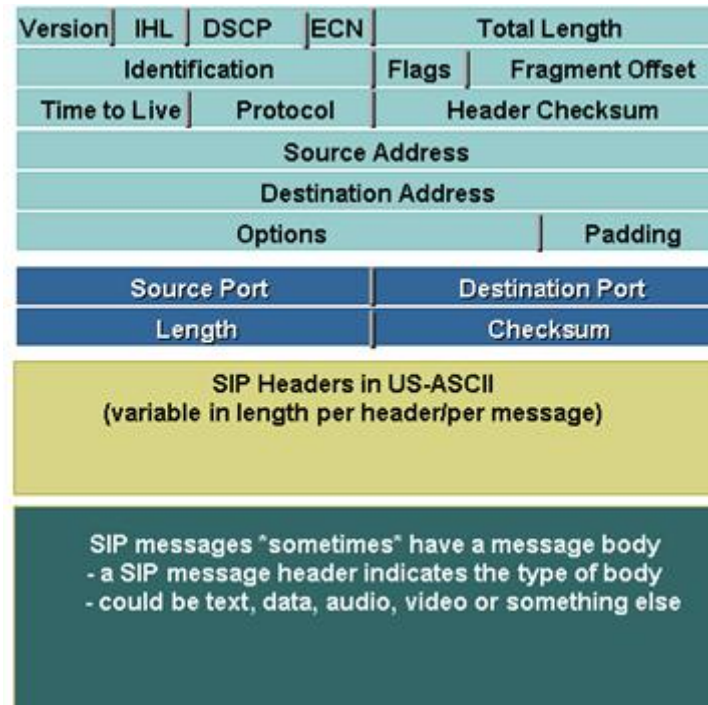 Version IHL DSCP ECN Total Length
Identification Flags Fragment Offset
Time to Live Protocol Header Checksum
Source Address
Destination Address
Options Padding
Source Port Destination Port
Length Checksum
SIP Headers in US-ASCII
(variable in length per header/per message)
SIP messages *sometimes* have a message body
- a SIP message header indicates the type of body
- could be text, data, audio, video or something else